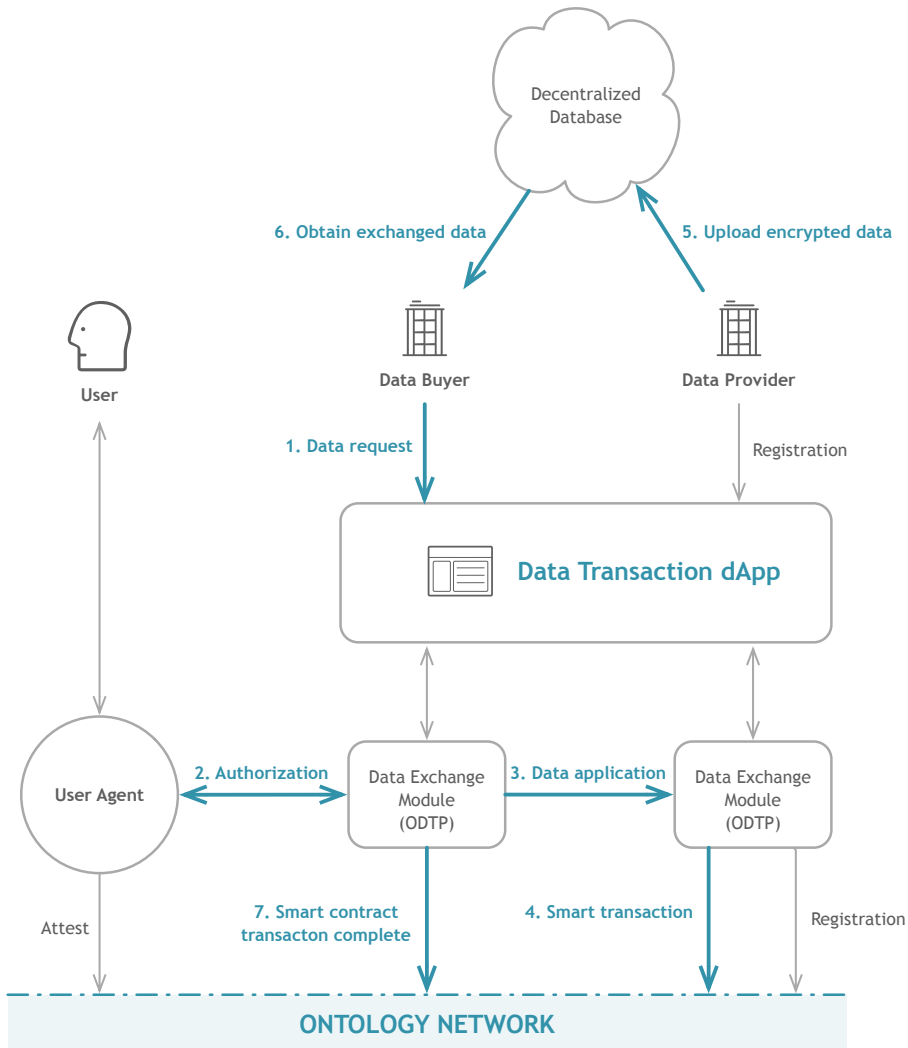 Decentralized
Database
6. Obtain exchanged data
5. Upload encrypted data
User
Data Buyer
Data Provider
1. Data request
Registration
Data Transaction dApp
User Agent
2. Authorization
Data Exchange
Module
(ODTP)
3. Data application
Data Exchange
Module
(ODTP)
Attest
7. Smart contract
transacton complete
4. Smart transaction
Registration
ONTOLOGY NETWORK